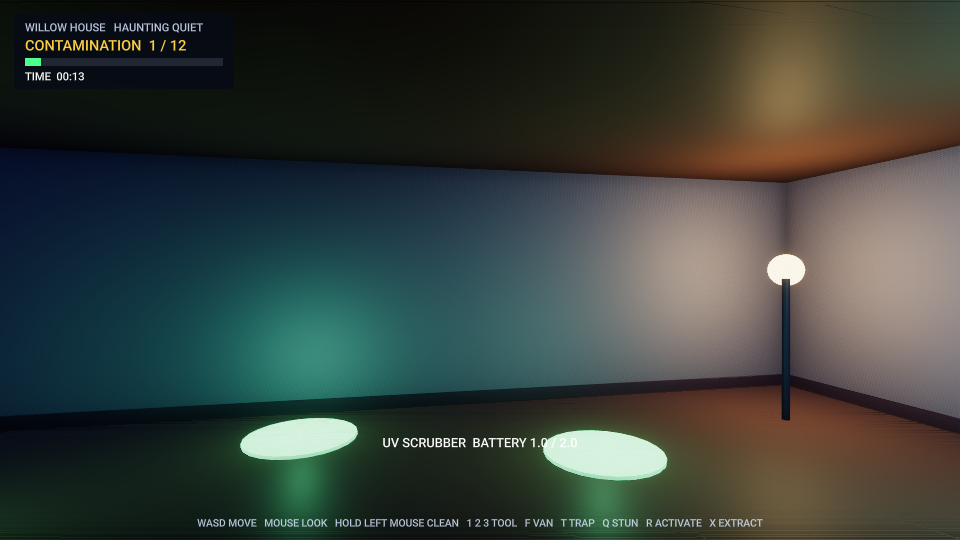 WILLOW HOUSE HAUNTING QUIET
CONTAMINATION 1 / 12
TIME 00:13
UV SCRUBBER BATTERY 1.0 / 2.0
WASD MOVE MOUSE LOOK HOLD LEFT MOUSE CLEAN 1 2 3 TOOL F VAN T TRAP Q STUN R ACTIVATE X EXTRACT